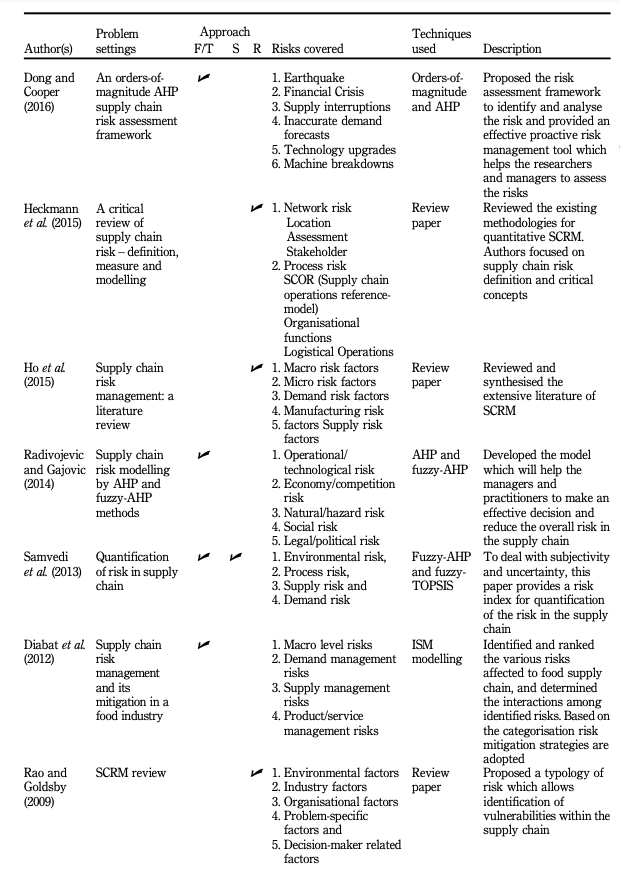 Author(s)
Problem
settings
Approach
F/T S R
Risks covered
Techniques
used
Description
Dong and
Cooper
(2016)
An orders-of-
magnitude AHP
supply chain
risk assessment
framework
1. Earthquake
2. Financial Crisis
3. Supply interruptions
4. Inaccurate demand
forecasts
5. Technology upgrades
6. Machine breakdowns
Orders-of-
magnitude
and AHP
Proposed the risk
assessment framework
to identify and analyse
the risk and provided an
effective proactive risk
management tool which
helps the researchers
and managers to assess
the risks
Heckmann
et al. (2015)
A critical
review of
supply chain
risk – definition,
measure and
modelling
1. Network risk
Location
Assessment
Stakeholder
2. Process risk
SCOR (Supply chain
operations reference-
model)
Organisational
functions
Logistical Operations
Review
paper
Reviewed the existing
methodologies for
quantitative SCRM.
Authors focused on
supply chain risk
definition and critical
concepts
Ho et al.
(2015)
Supply chain
risk
management: a
literature
review
1. Macro risk factors
2. Micro risk factors
3. Demand risk factors
4. Manufacturing risk
5. factors Supply risk
factors
Review
paper
Reviewed and
synthesised the
extensive literature of
SCRM
Radivojevic
and Gajovic
(2014)
Supply chain
risk modelling
by AHP and
fuzzy-AHP
methods
1. Operational/
technological risk
2. Economy/competition
risk
3. Natural/hazard risk
4. Social risk
5. Legal/political risk
AHP and
fuzzy-AHP
Developed the model
which will help the
managers and
practitioners to make an
effective decision and
reduce the overall risk in
the supply chain
Samvedi
et al. (2013)
Quantification
of risk in supply
chain
1. Environmental risk,
2. Process risk,
3. Supply risk and
4. Demand risk
Fuzzy-AHP
and fuzzy-
TOPSIS
To deal with subjectivity
and uncertainty, this
paper provides a risk
index for quantification
of the risk in the supply
chain
Diabat et al.
(2012)
Supply chain
risk
management
and its
mitigation in a
food industry
1. Macro level risks
2. Demand management
risks
3. Supply management
risks
4. Product/service
management risks
ISM
modelling
Identified and ranked
the various risks
affected to food supply
chain, and determined
the interactions among
identified risks. Based on
the categorisation risk
mitigation strategies are
adopted
Rao and
Goldsby
(2009)
SCRM review
1. Environmental factors
2. Industry factors
3. Organisational factors
4. Problem-specific
factors and
5. Decision-maker related
factors
Review
paper
Proposed a typology of
risk which allows
identification of
vulnerabilities within the
supply chain